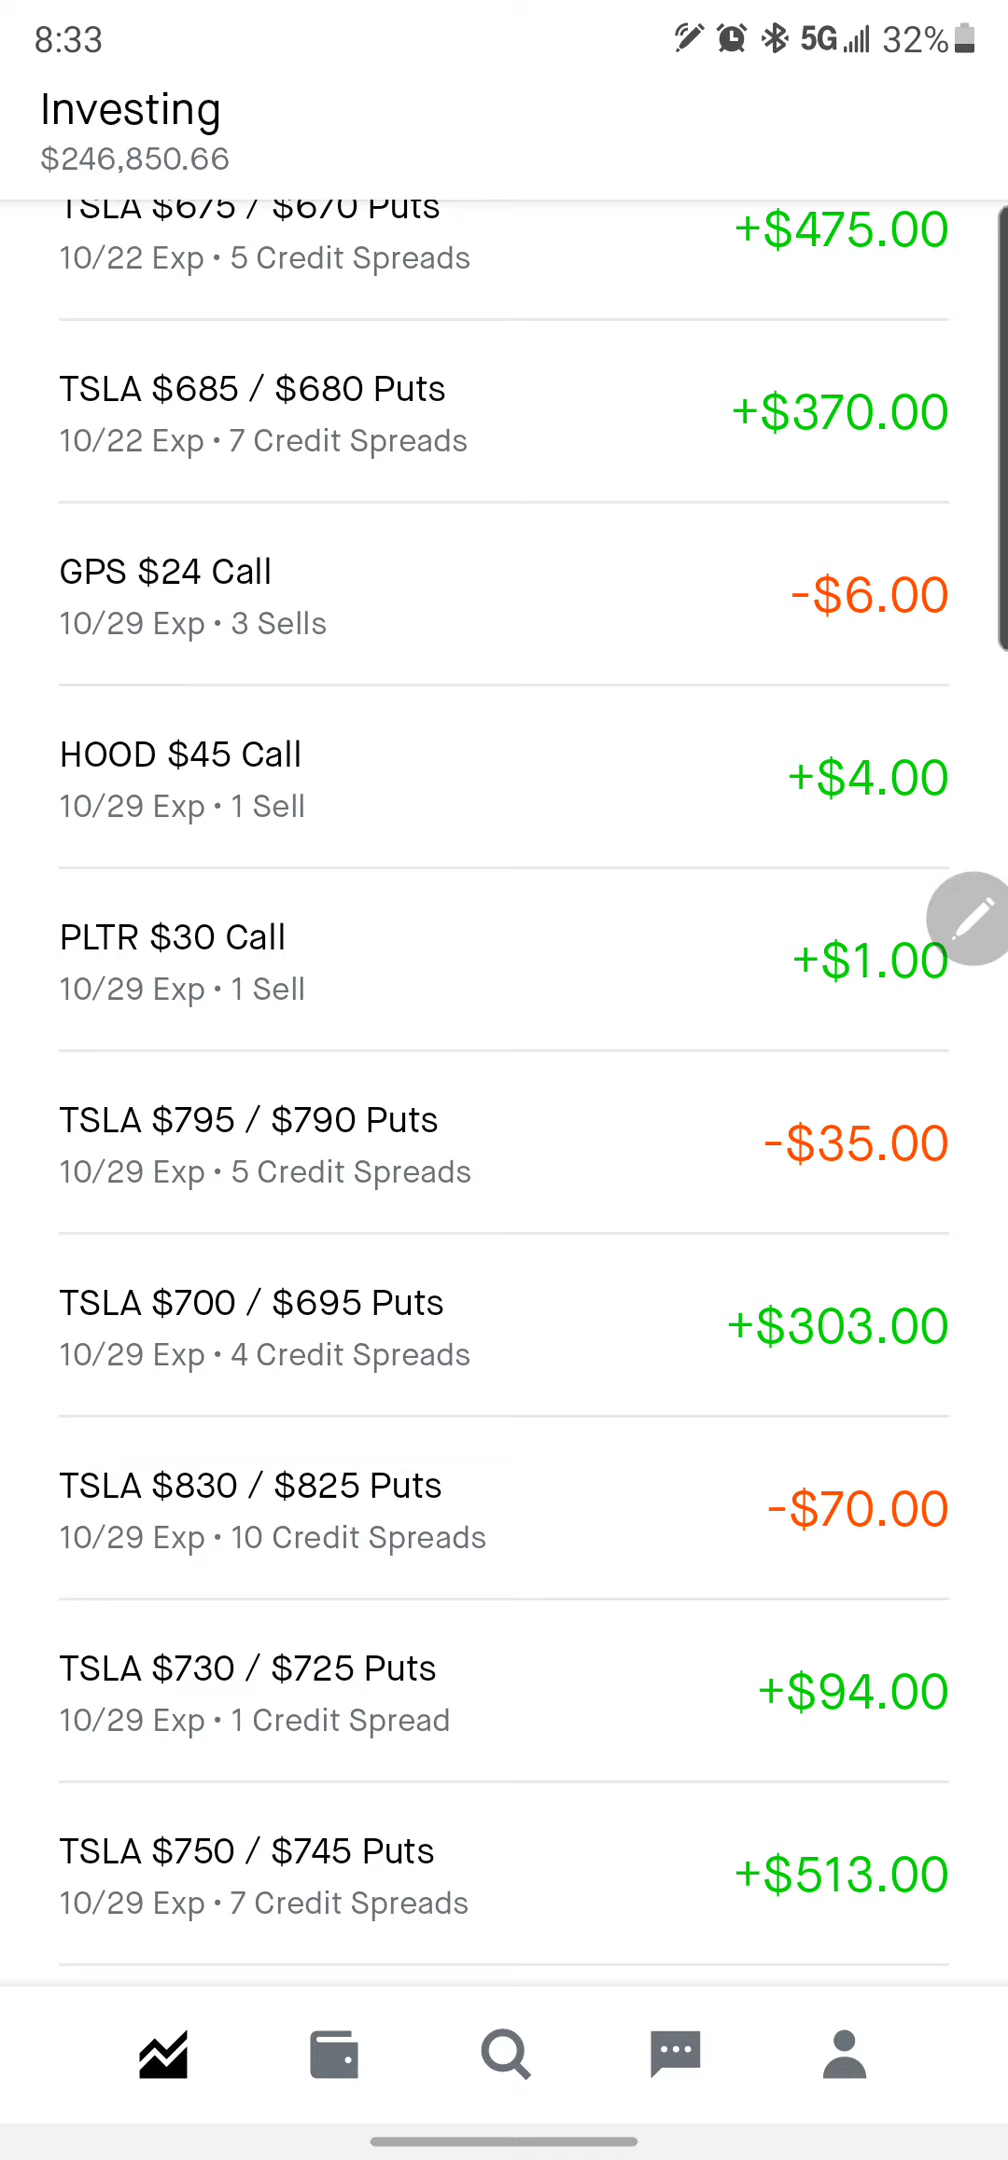 8:33
5G 32%
Investing
$246,850.66
TSLA $675 / $670 Puts
+$475.00
10/22 Exp • 5 Credit Spreads
TSLA $685 / $680 Puts
+$370.00
10/22 Exp • 7 Credit Spreads
GPS $24 Call
-$6.00
10/29 Exp • 3 Sells
HOOD $45 Call
+$4.00
10/29 Exp • 1 Sell
PLTR $30 Call
+$1.00
10/29 Exp • 1 Sell
TSLA $795 / $790 Puts
-$35.00
10/29 Exp • 5 Credit Spreads
TSLA $700 / $695 Puts
+$303.00
10/29 Exp • 4 Credit Spreads
TSLA $830 / $825 Puts
-$70.00
10/29 Exp • 10 Credit Spreads
TSLA $730 / $725 Puts
+$94.00
10/29 Exp • 1 Credit Spread
TSLA $750 / $745 Puts
+$513.00
10/29 Exp • 7 Credit Spreads